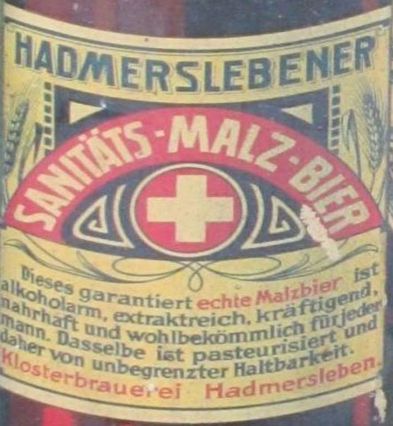 HADMERSLEBENER
SANITÄTS-MALZ-BIER
Dieses garantiert echte Malzbier ist
alkoholarm, extraktreich, kräftigend,
nahrhaft und wohlbekömmlich für jeder
mann. Dasselbe ist pasteurisiert und
daher von unbegrenzter Haltbarkeit.
Klosterbrauerei Hadmersleben.